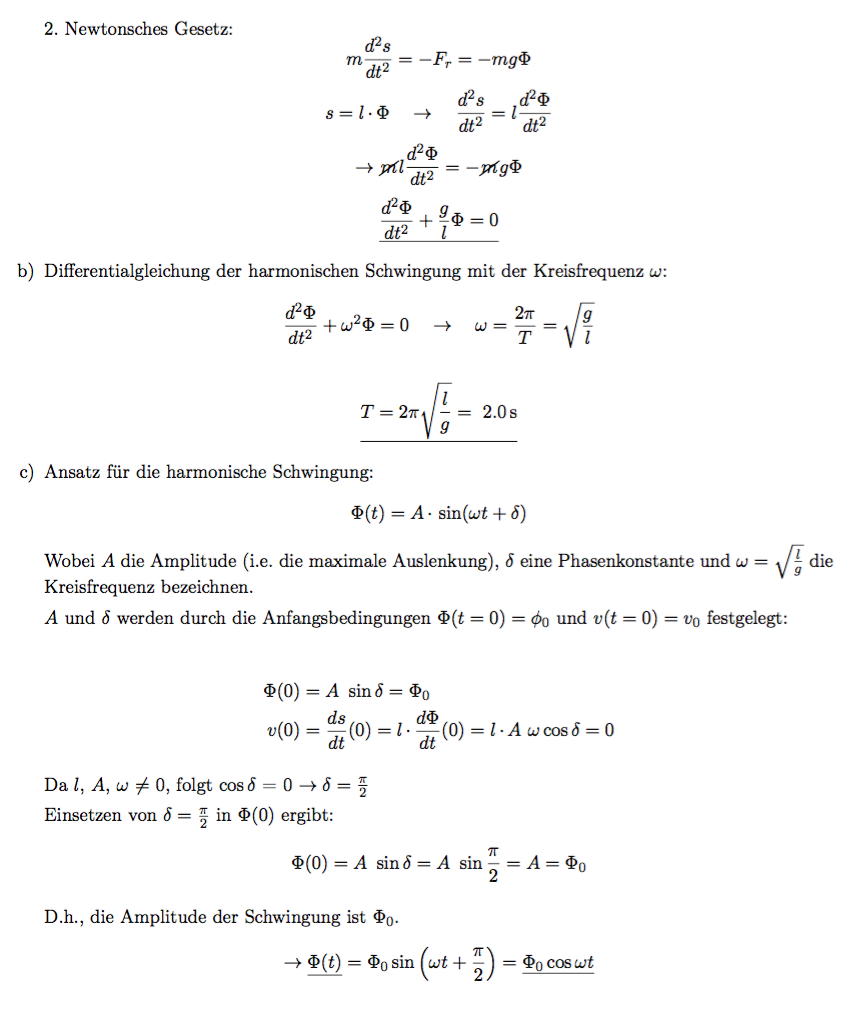 2. Newtonsches Gesetz:
m d²s/dt² = −Fᵣ = −mgΦ
s = l · Φ → d²s/dt² = l d²Φ/dt²
→ m̸l d²Φ/dt² = −m̸gΦ
d²Φ/dt² + g/l Φ = 0
b) Differentialgleichung der harmonischen Schwingung mit der Kreisfrequenz ω:
d²Φ/dt² + ω²Φ = 0 → ω = 2π/T = √(g/l)
T = 2π√(l/g) = 2.0 s
c) Ansatz für die harmonische Schwingung:
Φ(t) = A · sin(ωt + δ)
Wobei A die Amplitude (i.e. die maximale Auslenkung), δ eine Phasenkonstante und ω = √(l/g) die
Kreisfrequenz bezeichnen.
A und δ werden durch die Anfangsbedingungen Φ(t = 0) = ϕ₀ und v(t = 0) = v₀ festgelegt:
Φ(0) = A sin δ = Φ₀
v(0) = ds/dt (0) = l · dΦ/dt (0) = l · A ω cos δ = 0
Da l, A, ω ≠ 0, folgt cos δ = 0 → δ = π/2
Einsetzen von δ = π/2 in Φ(0) ergibt:
Φ(0) = A sin δ = A sin π/2 = A = Φ₀
D.h., die Amplitude der Schwingung ist Φ₀.
→ Φ(t) = Φ₀ sin (ωt + π/2) = Φ₀ cos ωt